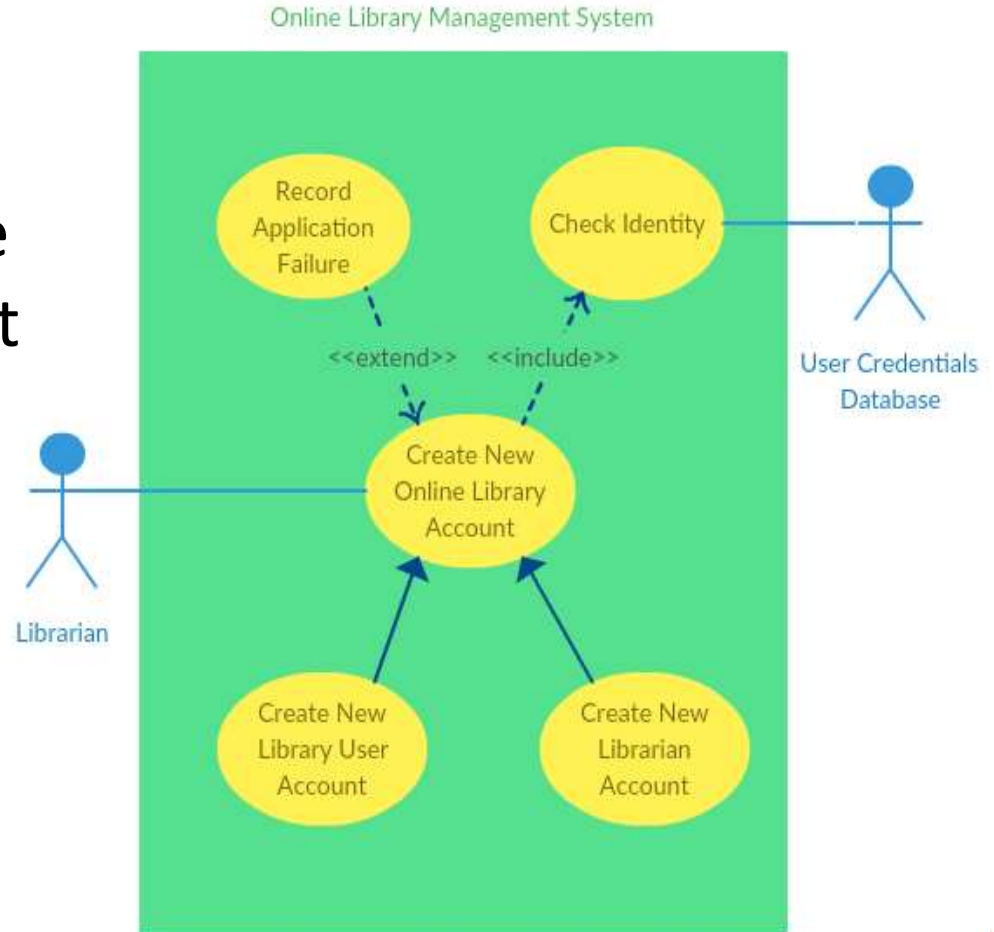 Online Library Management System
Record
Application
Failure
Check Identity
e
t
<<extend>>
<<include>>
User Credentials
Database
Create New
Online Library
Account
Librarian
Create New
Library User
Account
Create New
Librarian
Account